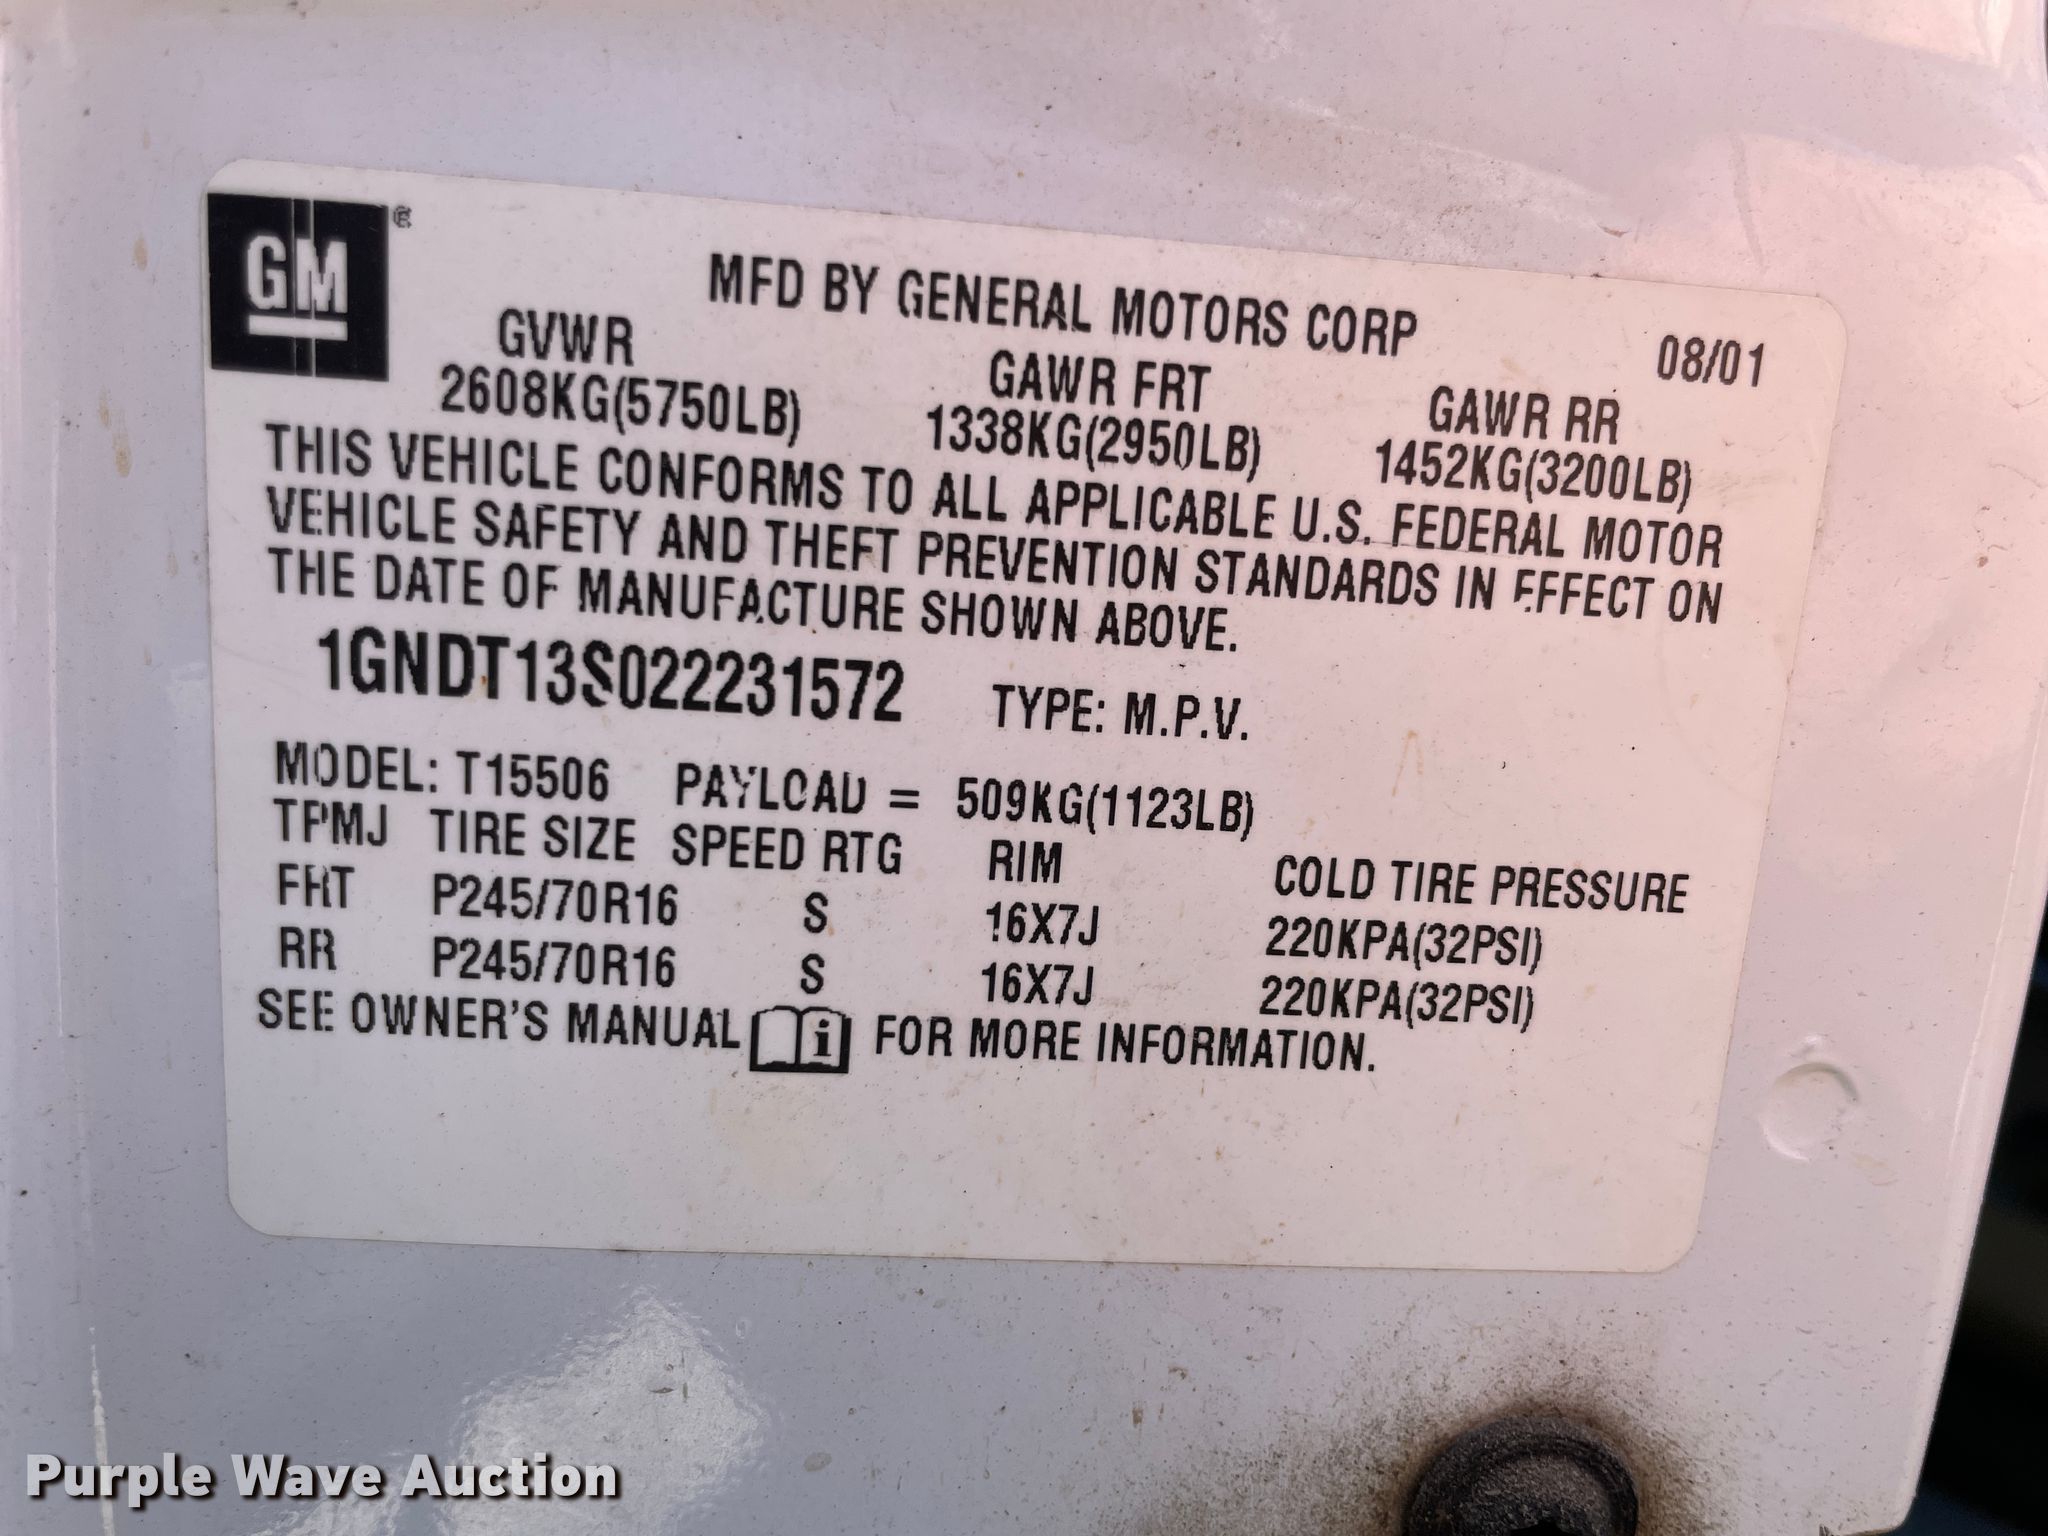 GM®
MFD BY GENERAL MOTORS CORP
08/01
GVWR GAWR FRT GAWR RR
2608KG(5750LB) 1338KG(2950LB) 1452KG(3200LB)
THIS VEHICLE CONFORMS TO ALL APPLICABLE U.S. FEDERAL MOTOR
VEHICLE SAFETY AND THEFT PREVENTION STANDARDS IN EFFECT ON
THE DATE OF MANUFACTURE SHOWN ABOVE.
1GNDT13S022231572 TYPE: M.P.V.
MODEL: T15506 PAYLOAD = 509KG(1123LB)
TPMJ TIRE SIZE SPEED RTG RIM COLD TIRE PRESSURE
FRT P245/70R16 S 16X7J 220KPA(32PSI)
RR P245/70R16 S 16X7J 220KPA(32PSI)
SEE OWNER'S MANUAL i FOR MORE INFORMATION.
Purple Wave Auction